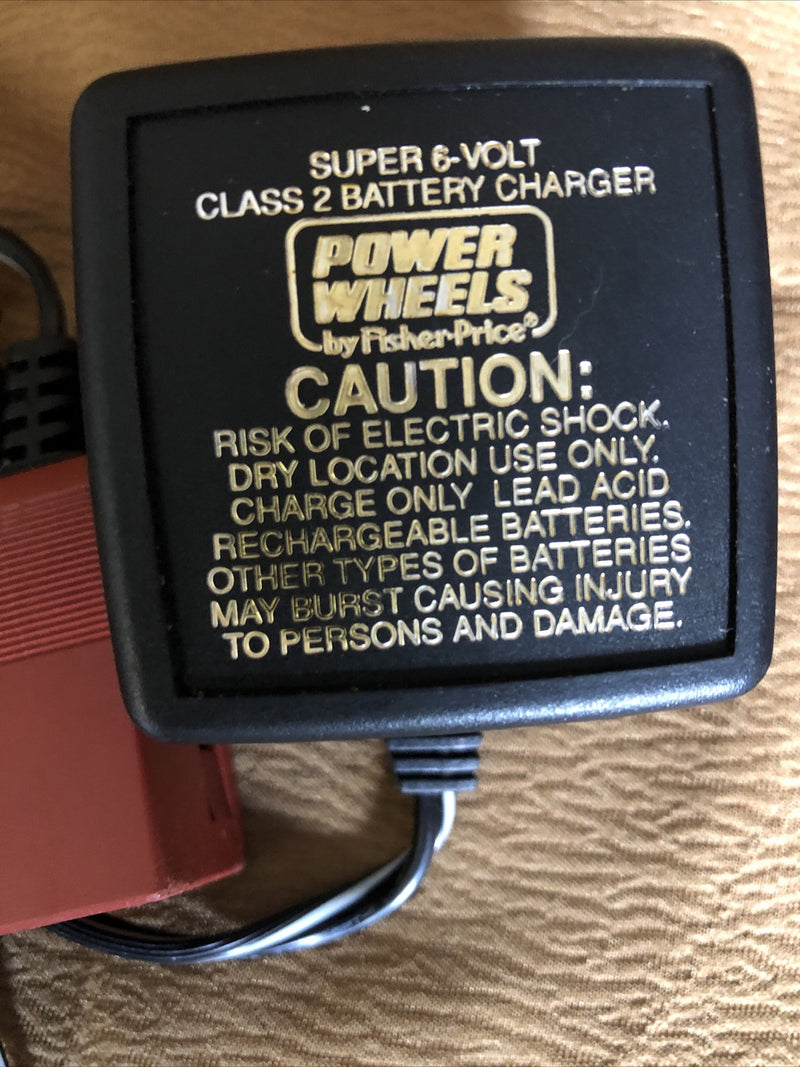 SUPER 6-VOLT
CLASS 2 BATTERY CHARGER
POWER
WHEELS
by Fisher-Price®
CAUTION:
RISK OF ELECTRIC SHOCK.
DRY LOCATION USE ONLY.
CHARGE ONLY LEAD ACID
RECHARGEABLE BATTERIES.
OTHER TYPES OF BATTERIES
MAY BURST CAUSING INJURY
TO PERSONS AND DAMAGE.